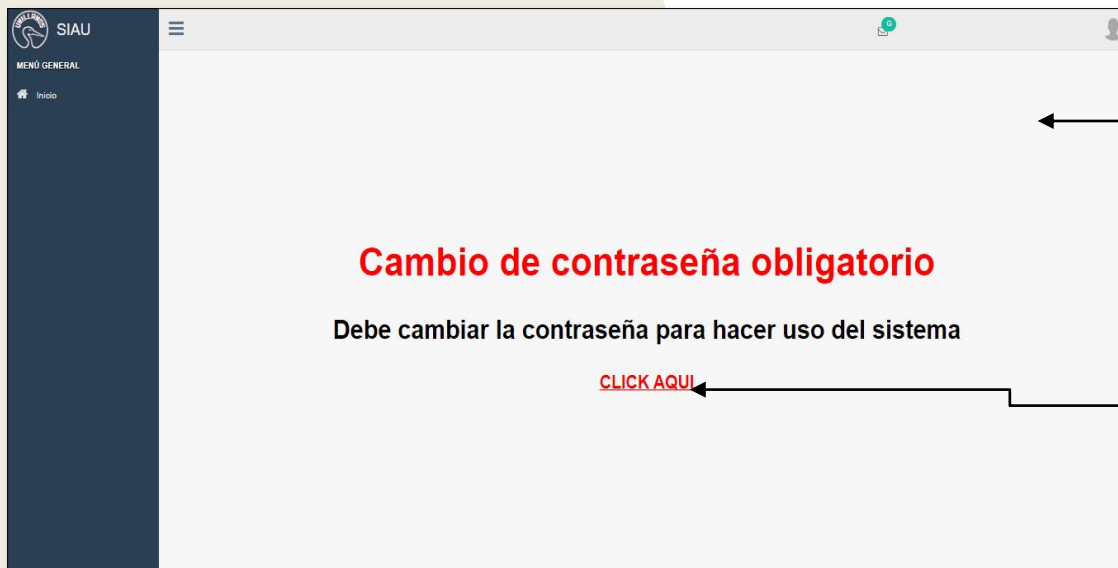 UNILLANOS
SIAU
G
MENÚ GENERAL
Inicio
Cambio de contraseña obligatorio
Debe cambiar la contraseña para hacer uso del sistema
CLICK AQUI